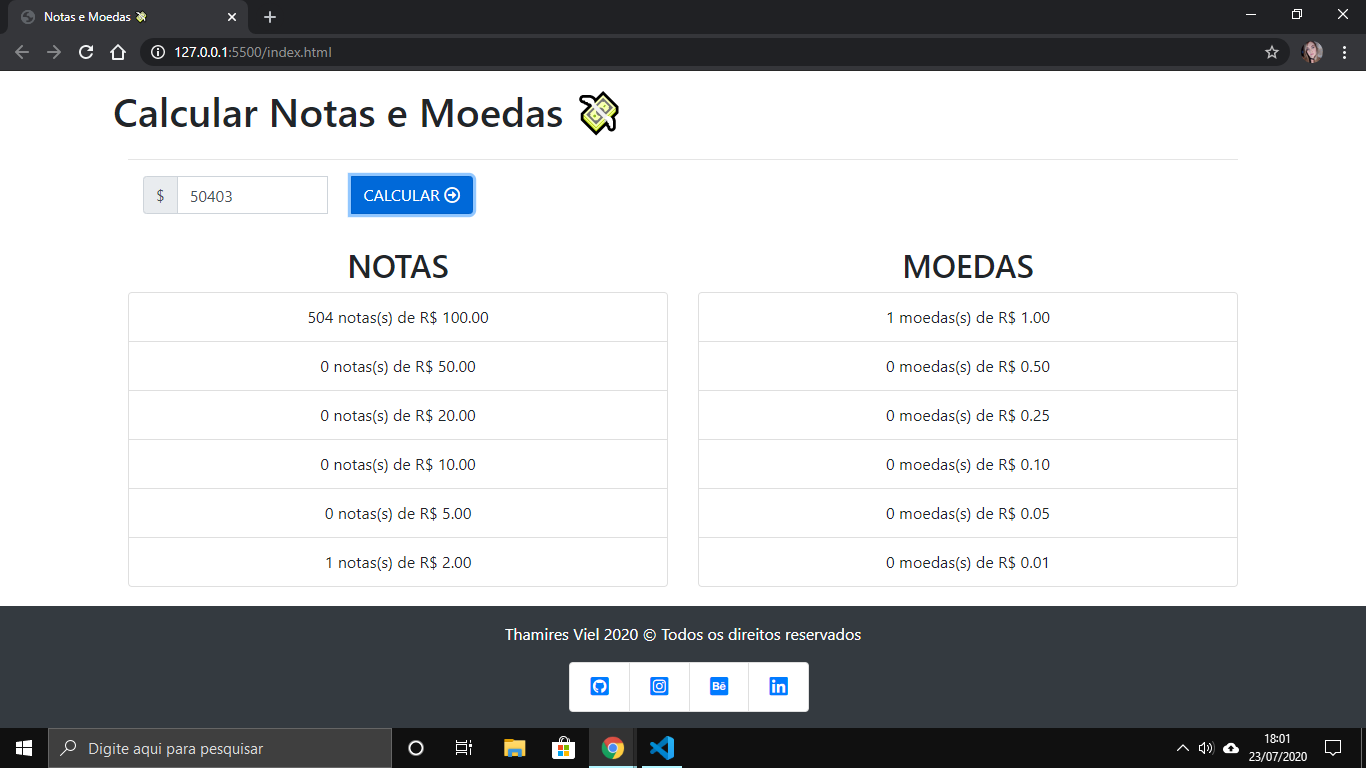 Notas e Moedas
127.0.0.1:5500/index.html
Calcular Notas e Moedas
$ 50403 CALCULAR
NOTAS
504 notas(s) de R$ 100.00
0 notas(s) de R$ 50.00
0 notas(s) de R$ 20.00
0 notas(s) de R$ 10.00
0 notas(s) de R$ 5.00
1 notas(s) de R$ 2.00
MOEDAS
1 moedas(s) de R$ 1.00
0 moedas(s) de R$ 0.50
0 moedas(s) de R$ 0.25
0 moedas(s) de R$ 0.10
0 moedas(s) de R$ 0.05
0 moedas(s) de R$ 0.01
Thamires Viel 2020 © Todos os direitos reservados
Bē in
Digite aqui para pesquisar
18:01
23/07/2020